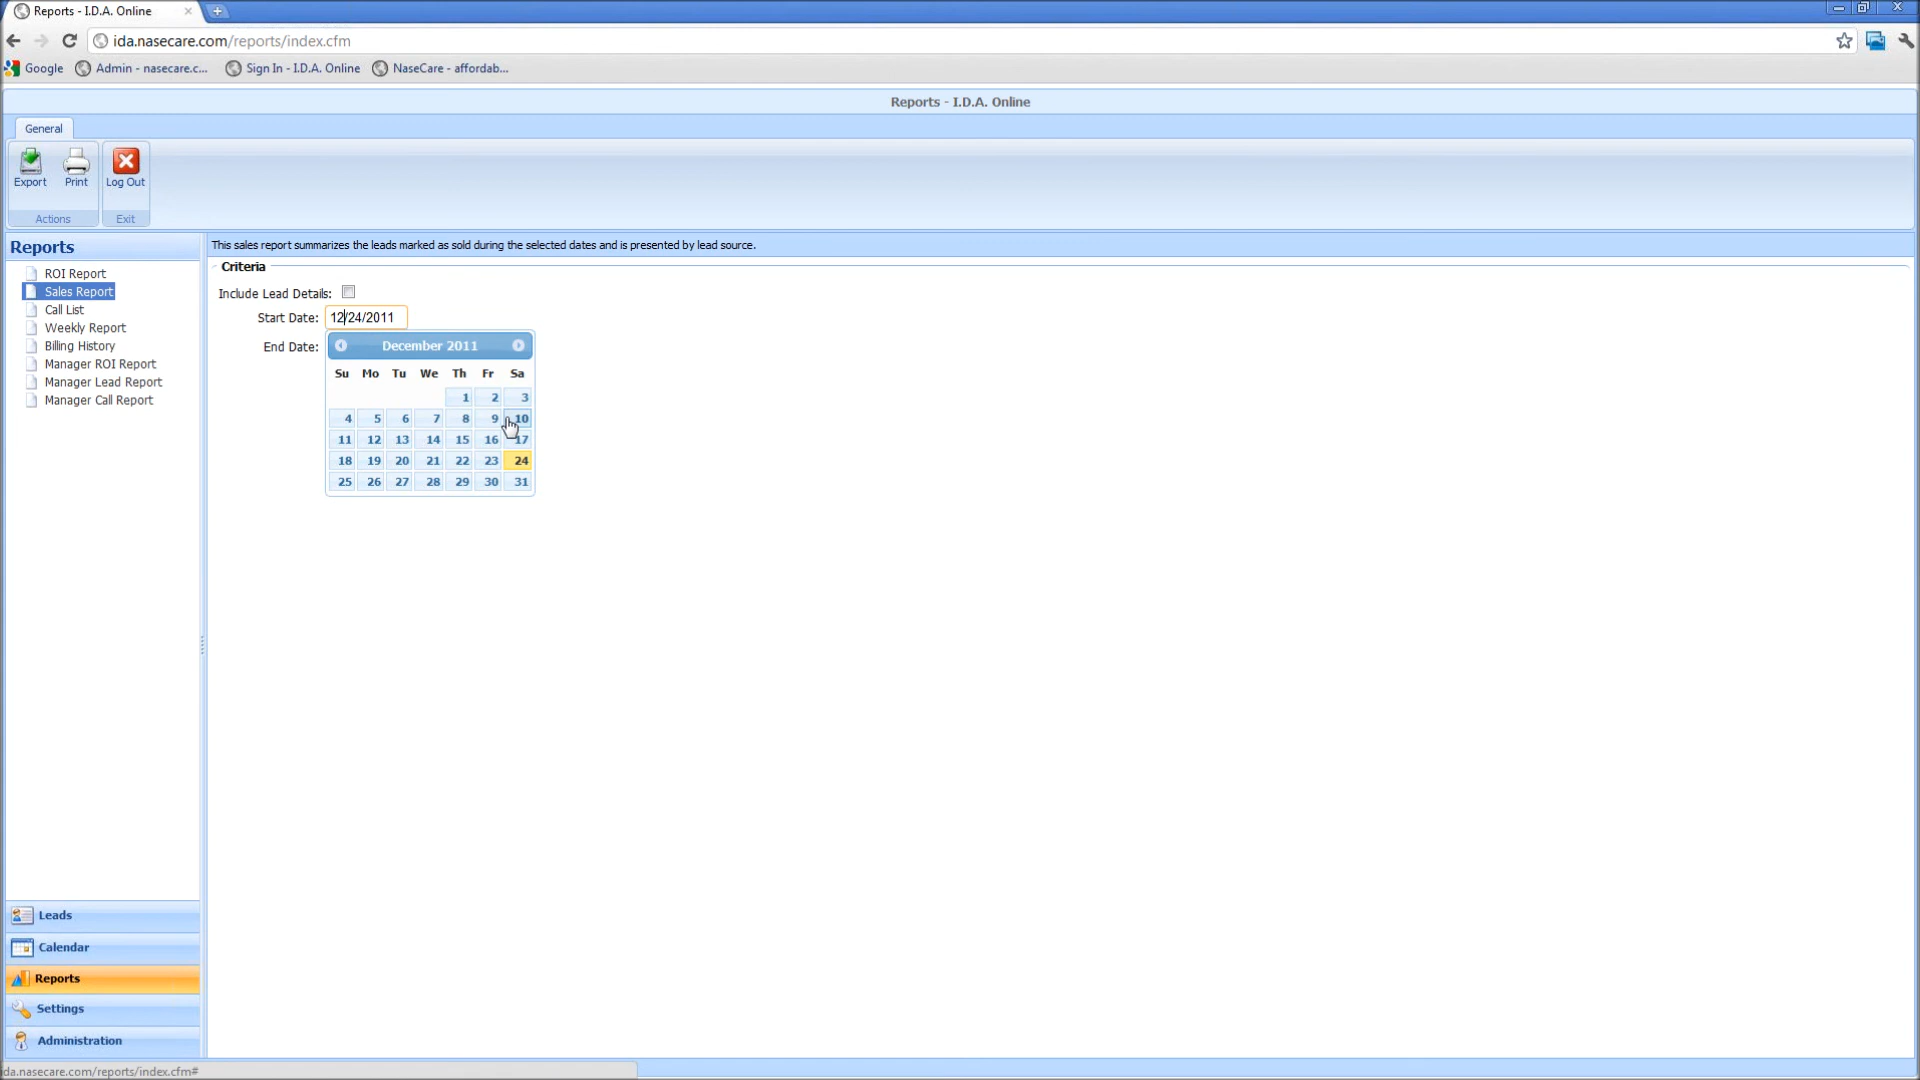 Reports - I.D.A. Online
ida.nasecare.com/reports/index.cfm
Google Admin - nasecare.c... Sign In - I.D.A. Online NaseCare - affordab...
Reports - I.D.A. Online
General
Export Print Log Out
Actions Exit
Reports
ROI Report
Sales Report
Call List
Weekly Report
Billing History
Manager ROI Report
Manager Lead Report
Manager Call Report
This sales report summarizes the leads marked as sold during the selected dates and is presented by lead source.
Criteria
Include Lead Details:
Start Date: 12/24/2011
End Date:
December 2011
Su Mo Tu We Th Fr Sa
1 2 3
4 5 6 7 8 9 10
11 12 13 14 15 16 17
18 19 20 21 22 23 24
25 26 27 28 29 30 31
Leads
Calendar
Reports
Settings
Administration
ida.nasecare.com/reports/index.cfm#